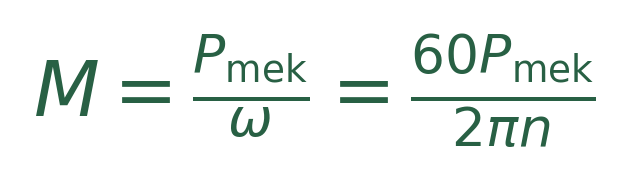 M = P_mek / ω = 60P_mek / 2πn